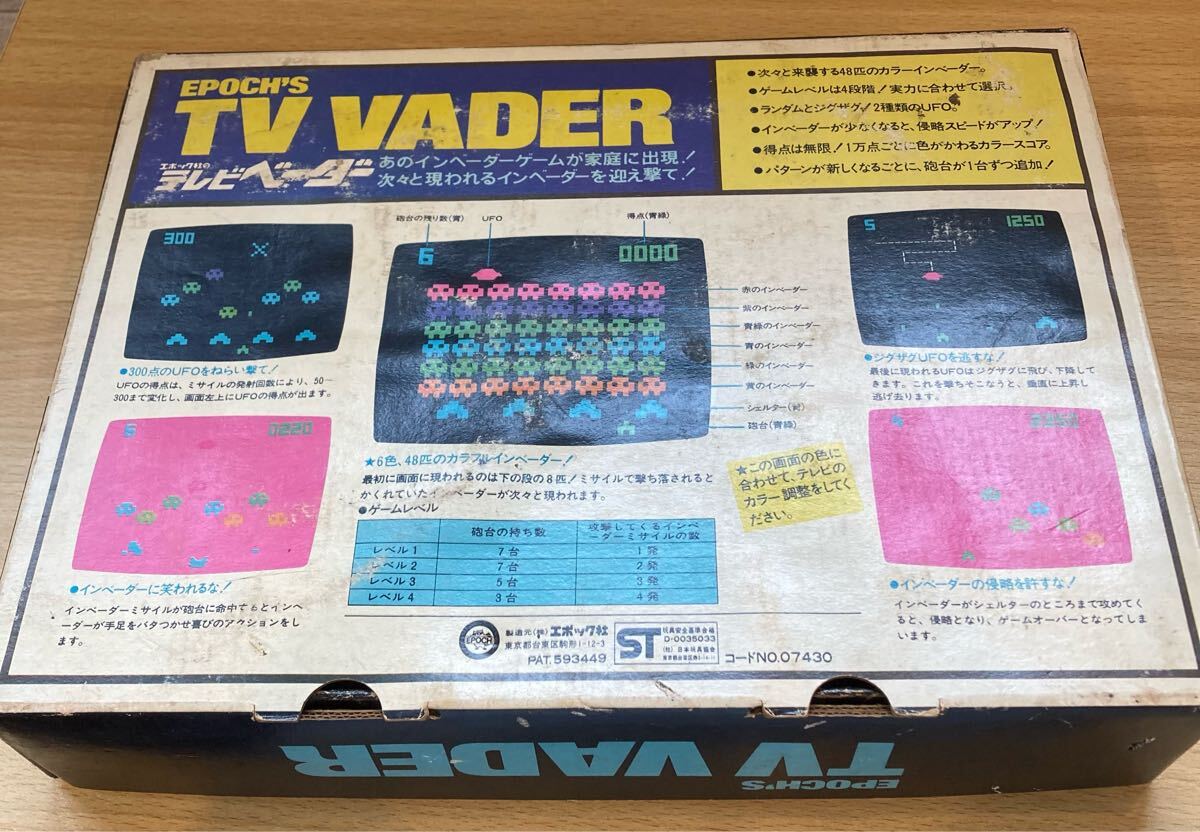 EPOCH'S
TV VADER
エポック社の
テレビベーダー
あのインベーダーゲームが家庭に出現!
次々と現われるインベーダーを迎え撃て!
●次々と来襲する48匹のカラーインベーダー。
●ゲームレベルは4段階!実力に合わせて選択。
●ランダムとジグザグ!2種類のUFO。
●インベーダーが少なくなると、侵略スピードがアップ!
●得点は無限!1万点ごとに色がかわるカラースコア。
●パターンが新しくなるごとに、砲台が1台ずつ追加!
300
●300点のUFOをねらい撃て!
UFOの得点は、ミサイルの発射回数により、50—
300まで変化し、画面左上にUFOの得点が出ます。
6 0220
●インベーダーに笑われるな!
インベーダーミサイルが砲台に命中するとインベ
ーダーが手足をバタつかせ喜びのアクションをし
ます。
砲台の残り数(青)
UFO
得点(青緑)
6 0000
赤のインベーダー
紫のインベーダー
青緑のインベーダー
青のインベーダー
緑のインベーダー
黄のインベーダー
シェルター(青)
砲台(青緑)
★6色、48匹のカラフルインベーダー!
最初に画面に現われるのは下の段の8匹!ミサイルで撃ち落されると
かくれていたインベーダーが次々と現われます。
●ゲームレベル
砲台の持ち数 攻撃してくるインベ
ーダーミサイルの数
レベル1 7台 1発
レベル2 7台 2発
レベル3 5台 3発
レベル4 3台 4発
★この画面の色に
合わせて、テレビの
カラー調整をしてく
ださい。
5 1250
●ジグザグUFOを逃すな!
最後に現われるUFOはジグザグに飛び、下降して
きます。これを撃ちそこなうと、垂直に上昇し
逃げ去ります。
●インベーダーの侵略を許すな!
インベーダーがシェルターのところまで攻めてく
ると、侵略となり、ゲームオーバーとなってしま
います。
EPOCH
製造元(株)エポック社
東京都台東区駒形1-12-3
PAT.593449
ST
玩具安全基準合格
D-0035033
(社)日本玩具協会
コードNO.07430
EPOCH'S
TV VADER